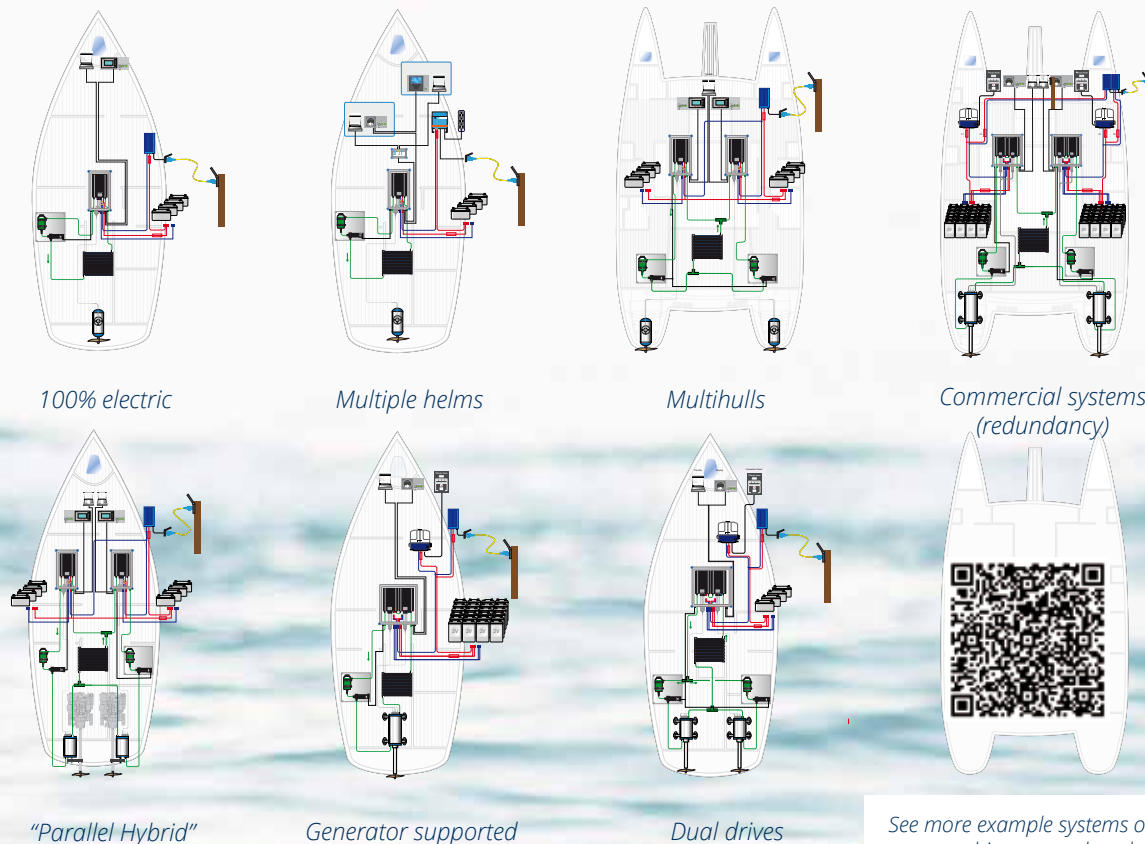 100% electric
Multiple helms
Multihulls
Commercial systems
(redundancy)
“Parallel Hybrid”
Generator supported
Dual drives
See more example systems o